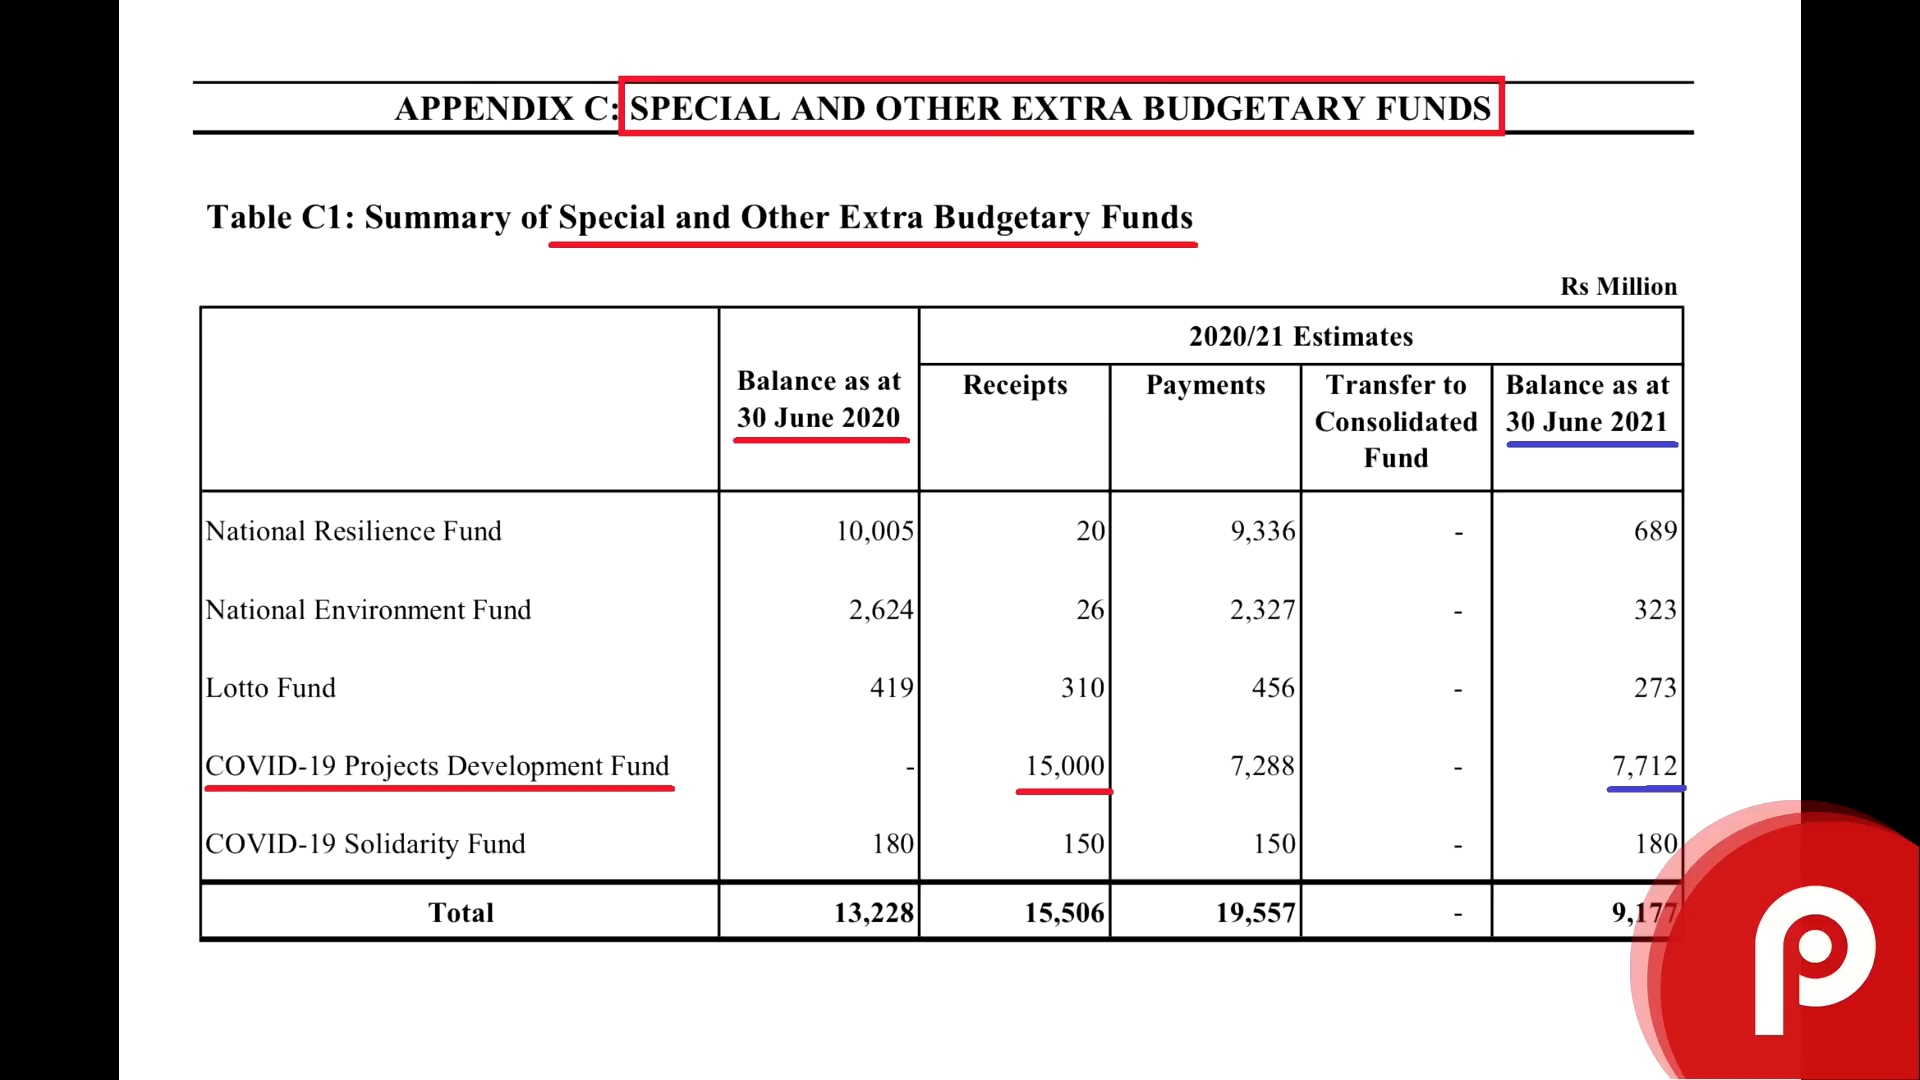 APPENDIX C: SPECIAL AND OTHER EXTRA BUDGETARY FUNDS
Table C1: Summary of Special and Other Extra Budgetary Funds
Rs Million
2020/21 Estimates
Balance as at 30 June 2020 Receipts Payments Transfer to Consolidated Fund Balance as at 30 June 2021
National Resilience Fund 10,005 20 9,336 - 689
National Environment Fund 2,624 26 2,327 - 323
Lotto Fund 419 310 456 - 273
COVID-19 Projects Development Fund - 15,000 7,288 - 7,712
COVID-19 Solidarity Fund 180 150 150 - 180
Total 13,228 15,506 19,557 - 9,177